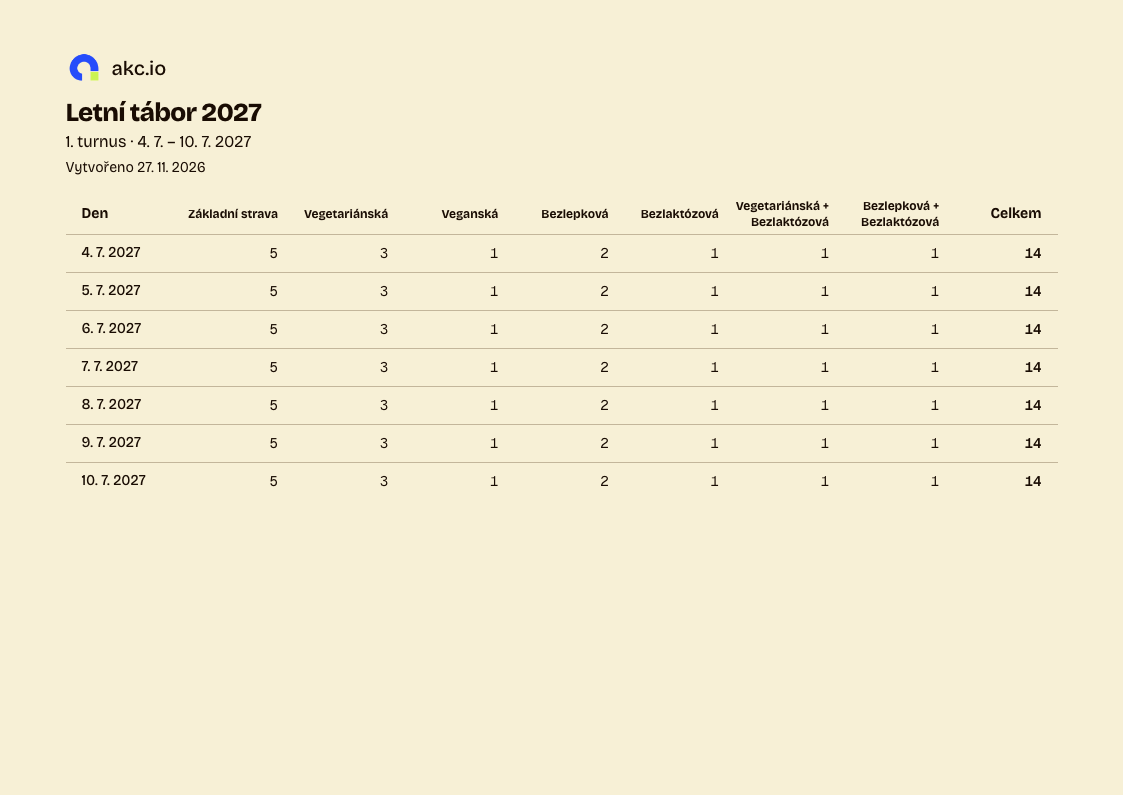 akc.io
Letní tábor 2027
1. turnus · 4. 7. – 10. 7. 2027
Vytvořeno 27. 11. 2026
Den Základní strava Vegetariánská Veganská Bezlepková Bezlaktózová Vegetariánská + Bezlaktózová Bezlepková + Bezlaktózová Celkem
4. 7. 2027 5 3 1 2 1 1 1 14
5. 7. 2027 5 3 1 2 1 1 1 14
6. 7. 2027 5 3 1 2 1 1 1 14
7. 7. 2027 5 3 1 2 1 1 1 14
8. 7. 2027 5 3 1 2 1 1 1 14
9. 7. 2027 5 3 1 2 1 1 1 14
10. 7. 2027 5 3 1 2 1 1 1 14